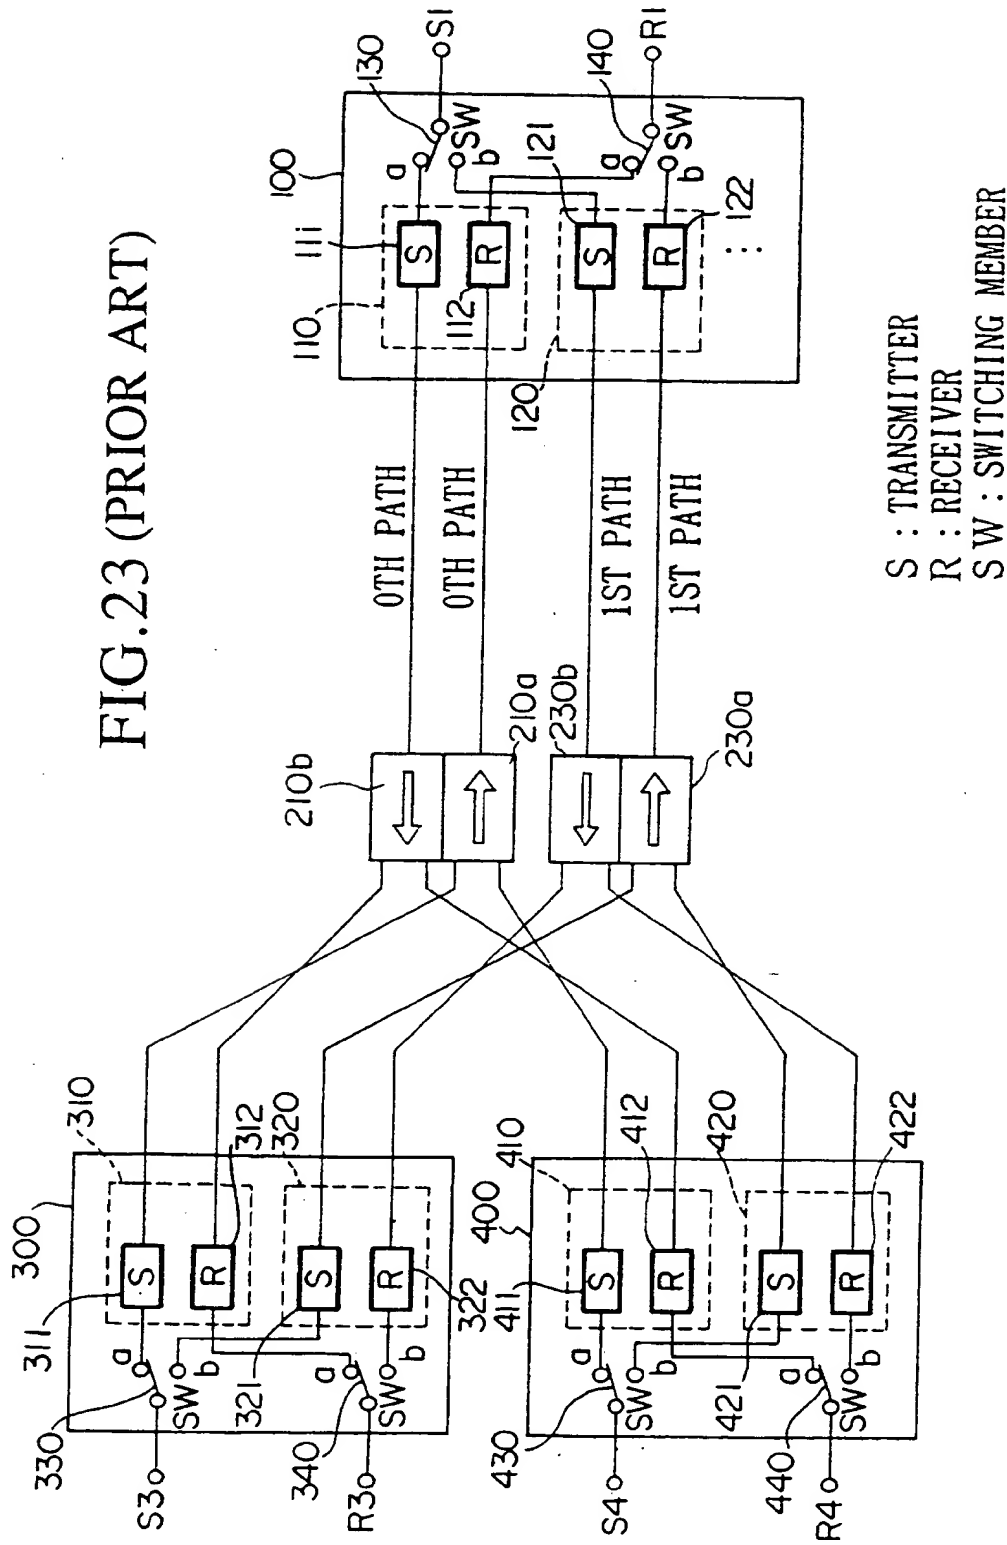 FIG.23 (PRIOR ART)
300
310
311
S
312
R
a
330
SW
b
S3
320
321
S
322
R
a
340
SW
b
R3
400
410
411
S
412
R
a
430
SW
b
S4
420
421
S
422
R
a
440
SW
b
R4
210b
210a
230b
230a
0TH PATH
0TH PATH
1ST PATH
1ST PATH
100
110
111
S
112
R
a
130
SW
b
S1
120
121
S
122
R
a
140
SW
b
R1
S : TRANSMITTER
R : RECEIVER
SW : SWITCHING MEMBER